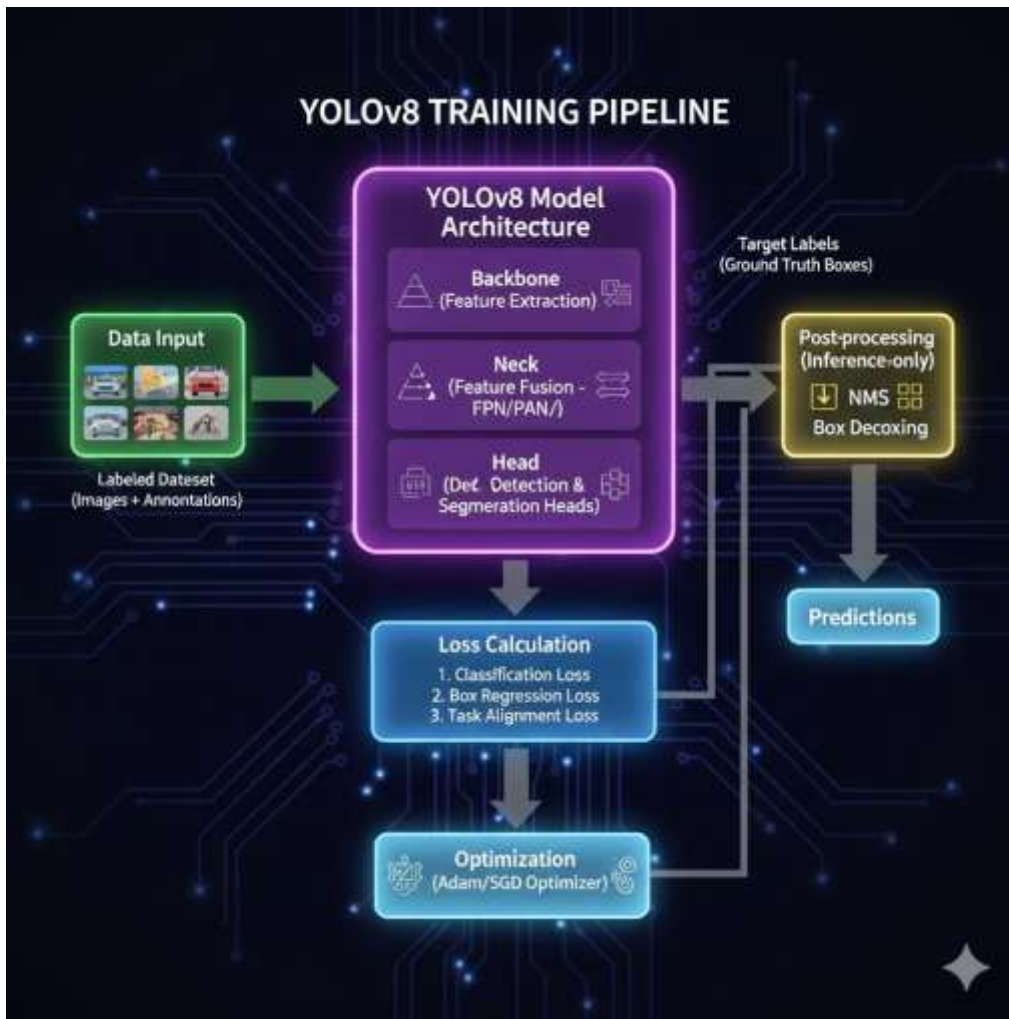 YOLOv8 TRAINING PIPELINE
YOLOv8 Model
Architecture
Backbone
(Feature Extraction)
Neck
(Feature Fusion -
FPN/PAN/)
Head
(Def. Detection &
Segmeration Heads)
Data Input
Labeled Dateset
(Images + Annontations)
Target Labels
(Ground Truth Boxes)
Post-processing
(Inference-only)
NMS
Box Decoxing
Predictions
Loss Calculation
1. Classification Loss
2. Box Regression Loss
3. Task Alignment Loss
Optimization
(Adam/SGD Optimizer)